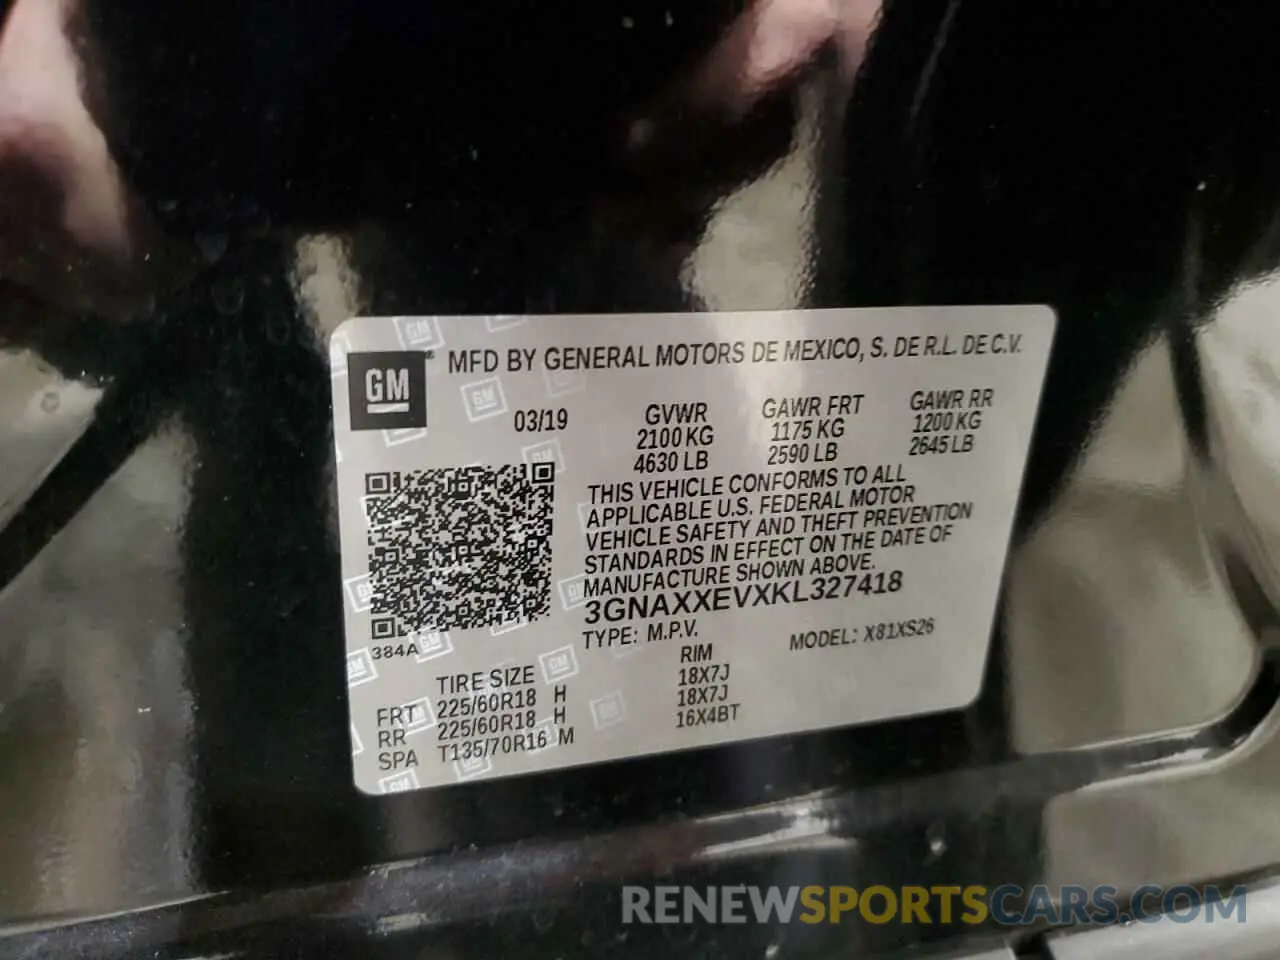 GM
MFD BY GENERAL MOTORS DE MEXICO, S. DE R.L. DE C.V.
03/19
GVWR GAWR FRT GAWR RR
2100 KG 1175 KG 1200 KG
4630 LB 2590 LB 2645 LB
THIS VEHICLE CONFORMS TO ALL
APPLICABLE U.S. FEDERAL MOTOR
VEHICLE SAFETY AND THEFT PREVENTION
STANDARDS IN EFFECT ON THE DATE OF
MANUFACTURE SHOWN ABOVE.
3GNAXXEVXKL327418
TYPE: M.P.V. MODEL: X81XS26
384A
TIRE SIZE RIM
FRT 225/60R18 H 18X7J
RR 225/60R18 H 18X7J
SPA T135/70R16 M 16X4BT
RENEWSPORTSCARS.COM